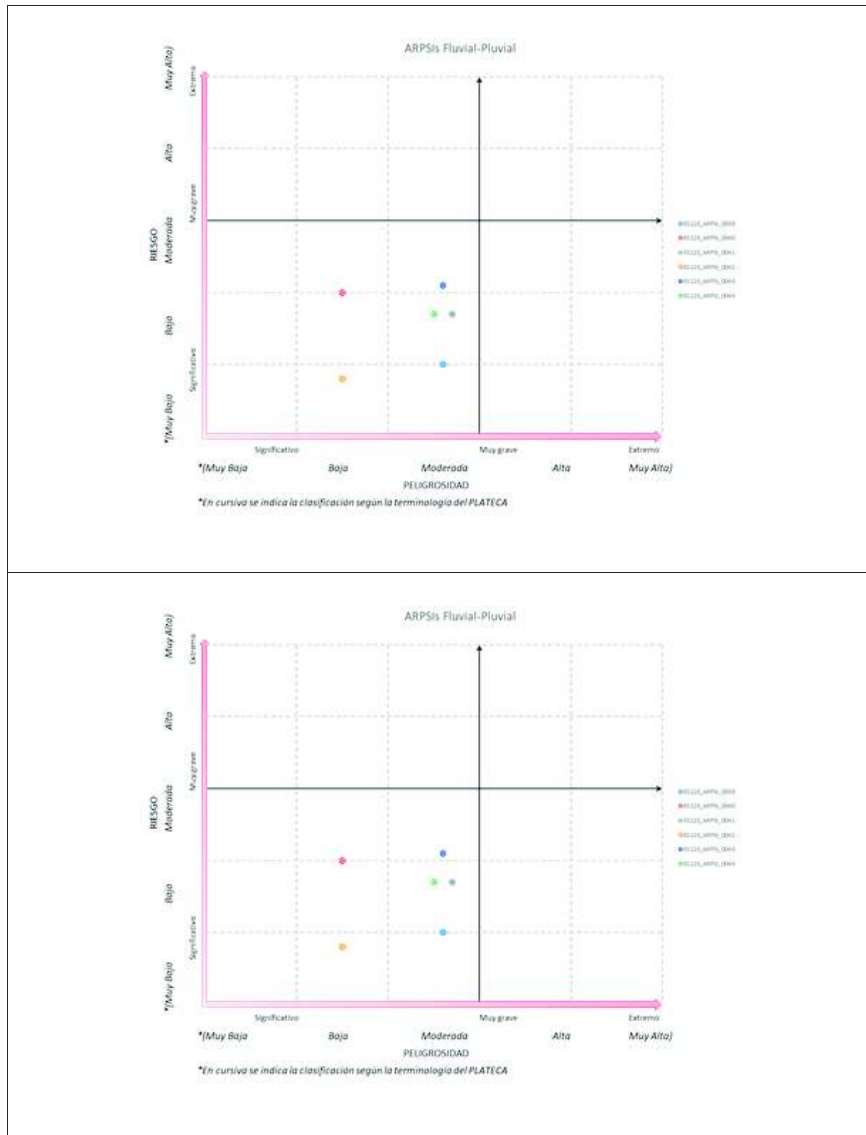 ARPSIs Fluvial-Pluvial
Muy Alta)
Extremo
Alta
Muy grave
Moderada
RIESGO
Baja
Significativo
*(Muy Baja
Significativo
Muy grave
Extremo
*(Muy Baja
Baja
Moderada
Alta
Muy Alta)
PELIGROSIDAD
*En cursiva se indica la clasificación según la terminología del PLATECA
ARPSIs Fluvial-Pluvial
Muy Alta)
Extremo
Alta
Muy grave
Moderada
RIESGO
Baja
Significativo
*(Muy Baja
Significativo
Muy grave
Extremo
*(Muy Baja
Baja
Moderada
Alta
Muy Alta)
PELIGROSIDAD
*En cursiva se indica la clasificación según la terminología del PLATECA